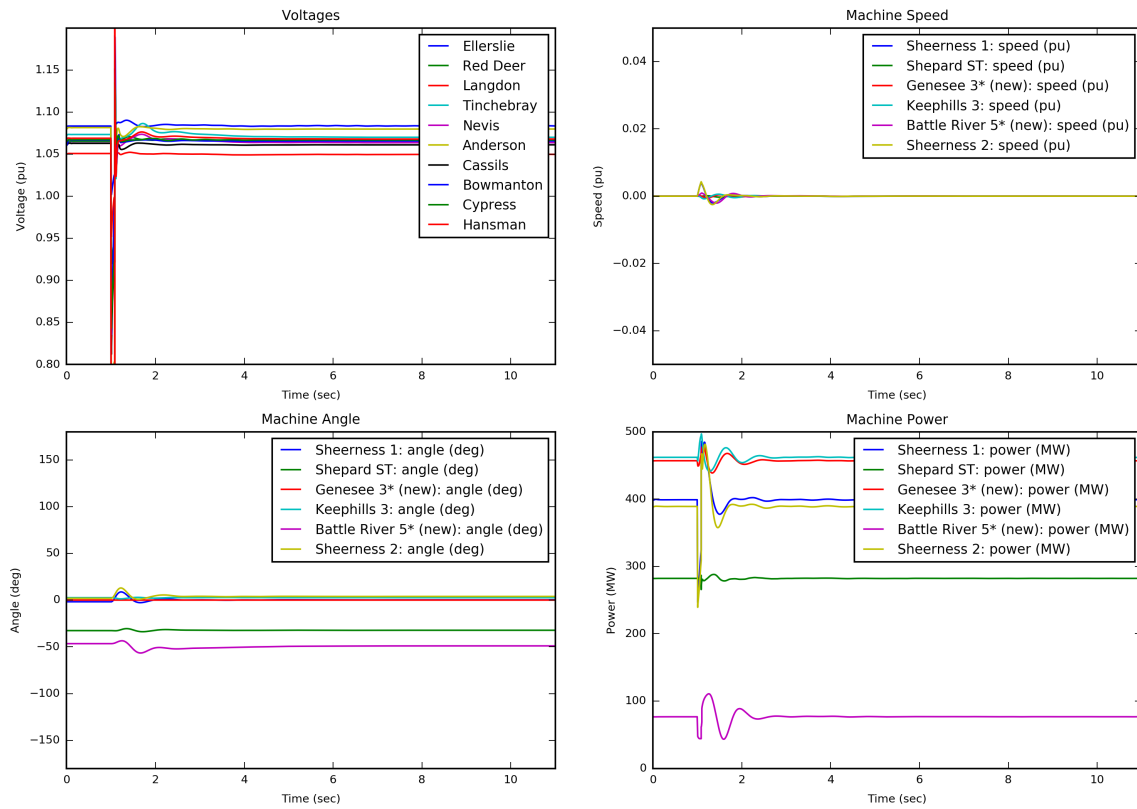 Voltages
1.15
1.10
1.05
1.00
0.95
0.90
0.85
0.80
Voltage (pu)
0 2 4 6 8 10
Time (sec)
Ellerslie
Red Deer
Langdon
Tinchebray
Nevis
Anderson
Cassils
Bowmanton
Cypress
Hansman
Machine Speed
0.04
0.02
0.00
−0.02
−0.04
Speed (pu)
0 2 4 6 8 10
Time (sec)
Sheerness 1: speed (pu)
Shepard ST: speed (pu)
Genesee 3* (new): speed (pu)
Keephills 3: speed (pu)
Battle River 5* (new): speed (pu)
Sheerness 2: speed (pu)
Machine Angle
150
100
50
0
−50
−100
−150
Angle (deg)
0 2 4 6 8 10
Time (sec)
Sheerness 1: angle (deg)
Shepard ST: angle (deg)
Genesee 3* (new): angle (deg)
Keephills 3: angle (deg)
Battle River 5* (new): angle (deg)
Sheerness 2: angle (deg)
Machine Power
500
400
300
200
100
0
Power (MW)
0 2 4 6 8 10
Time (sec)
Sheerness 1: power (MW)
Shepard ST: power (MW)
Genesee 3* (new): power (MW)
Keephills 3: power (MW)
Battle River 5* (new): power (MW)
Sheerness 2: power (MW)